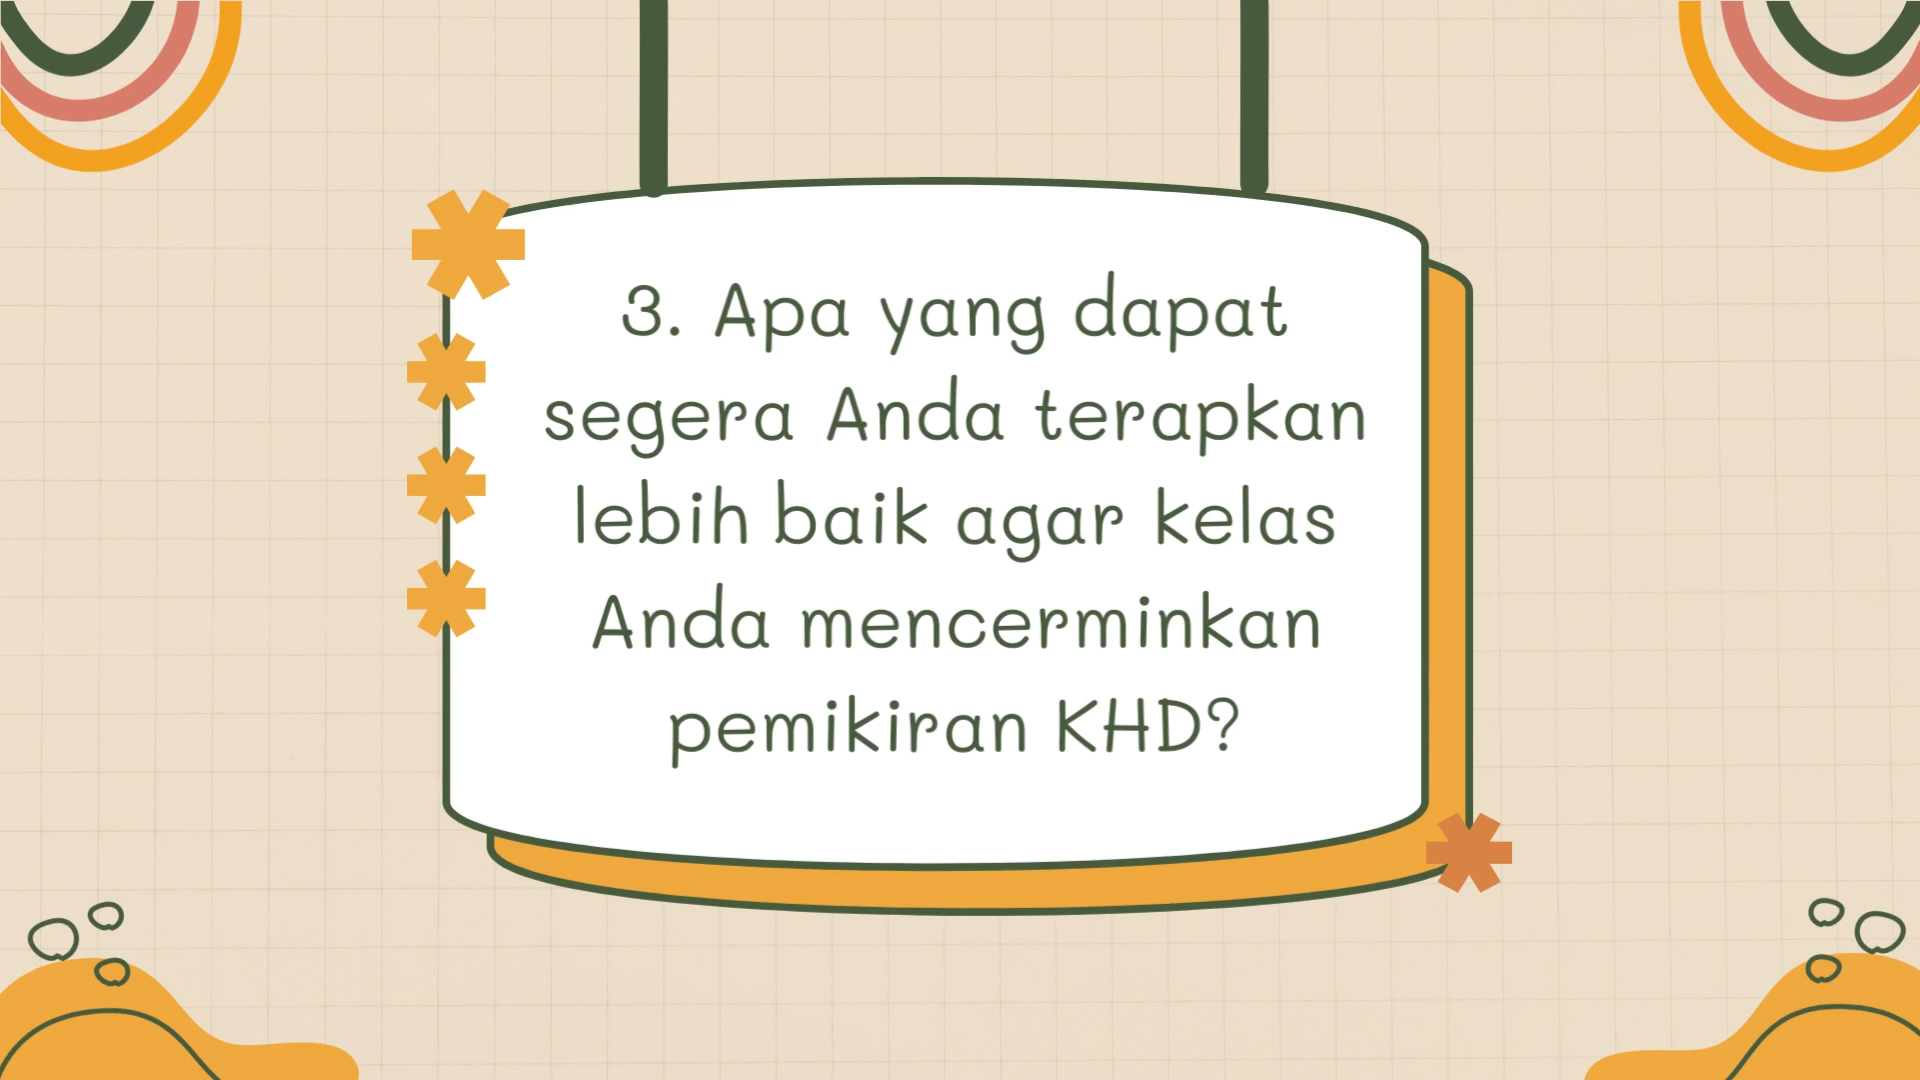 3. Apa yang dapat
segera Anda terapkan
lebih baik agar kelas
Anda mencerminkan
pemikiran KHD?